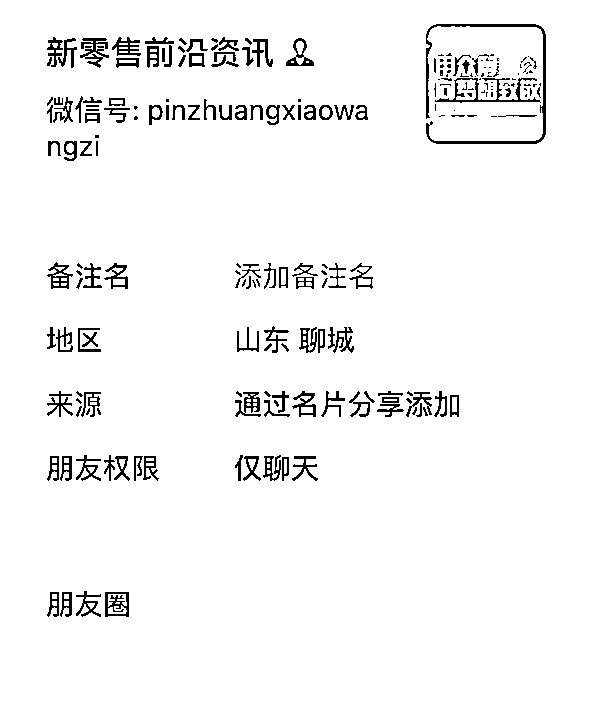 新零售前沿资讯
微信号: pinzhuangxiaowa
ngzi
备注名 添加备注名
地区 山东 聊城
来源 通过名片分享添加
朋友权限 仅聊天
朋友圈